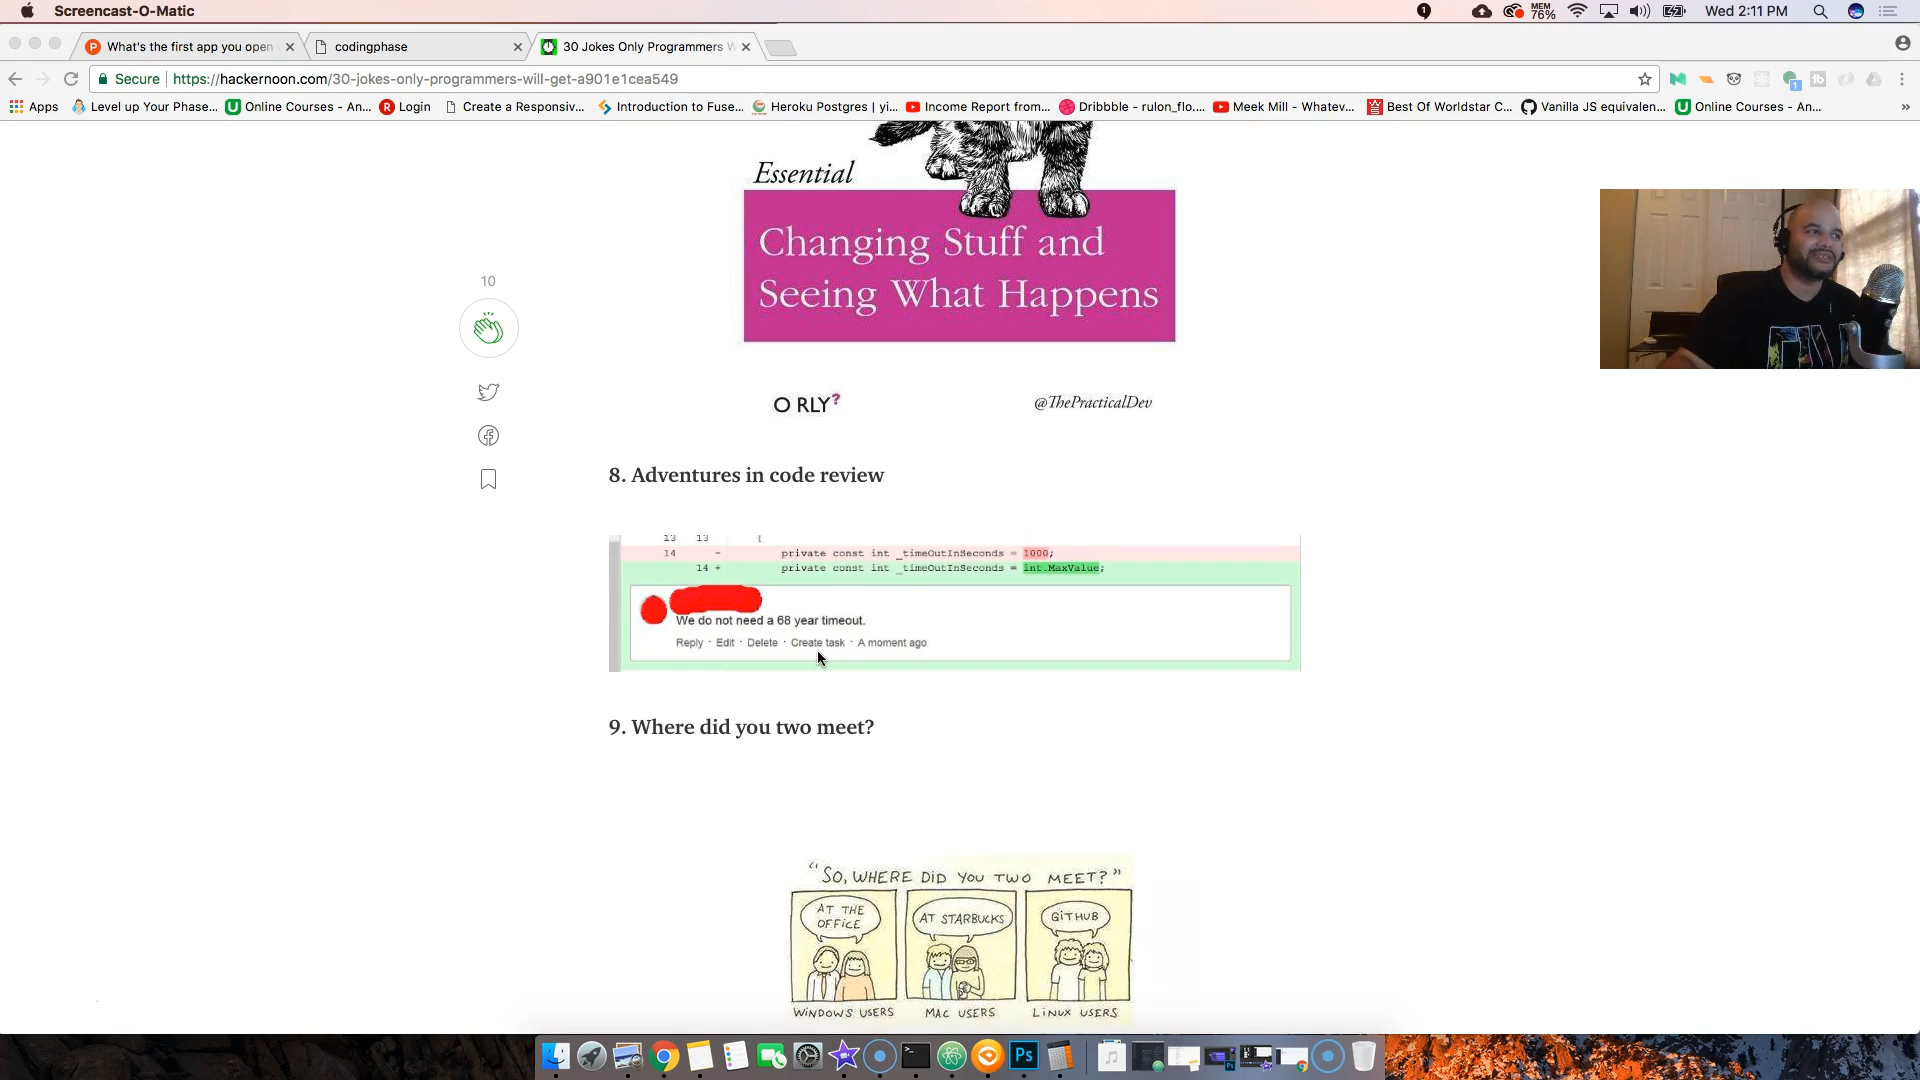 Screencast-O-Matic
MEM
76%
Wed 2:11 PM
What's the first app you open
codingphase
30 Jokes Only Programmers W
Secure
https://hackernoon.com/30-jokes-only-programmers-will-get-a901e1cea549
Apps
Level up Your Phase...
Online Courses - An...
Login
Create a Responsiv...
Introduction to Fuse...
Heroku Postgres | yi...
Income Report from...
Dribbble - rulon_flo....
Meek Mill - Whatev...
Best Of Worldstar C...
Vanilla JS equivalen...
Online Courses - An...
»
Essential
Changing Stuff and
Seeing What Happens
10
O RLY?
@ThePracticalDev
8. Adventures in code review
13 13 {
14 - private const int _timeOutInSeconds = 1000;
14 + private const int _timeOutInSeconds = int.MaxValue;
We do not need a 68 year timeout.
Reply · Edit · Delete · Create task · A moment ago
9. Where did you two meet?
"SO, WHERE DID YOU TWO MEET?"
AT THE
OFFICE
AT STARBUCKS
GITHUB
WINDOWS USERS
MAC USERS
LINUX USERS
Ps